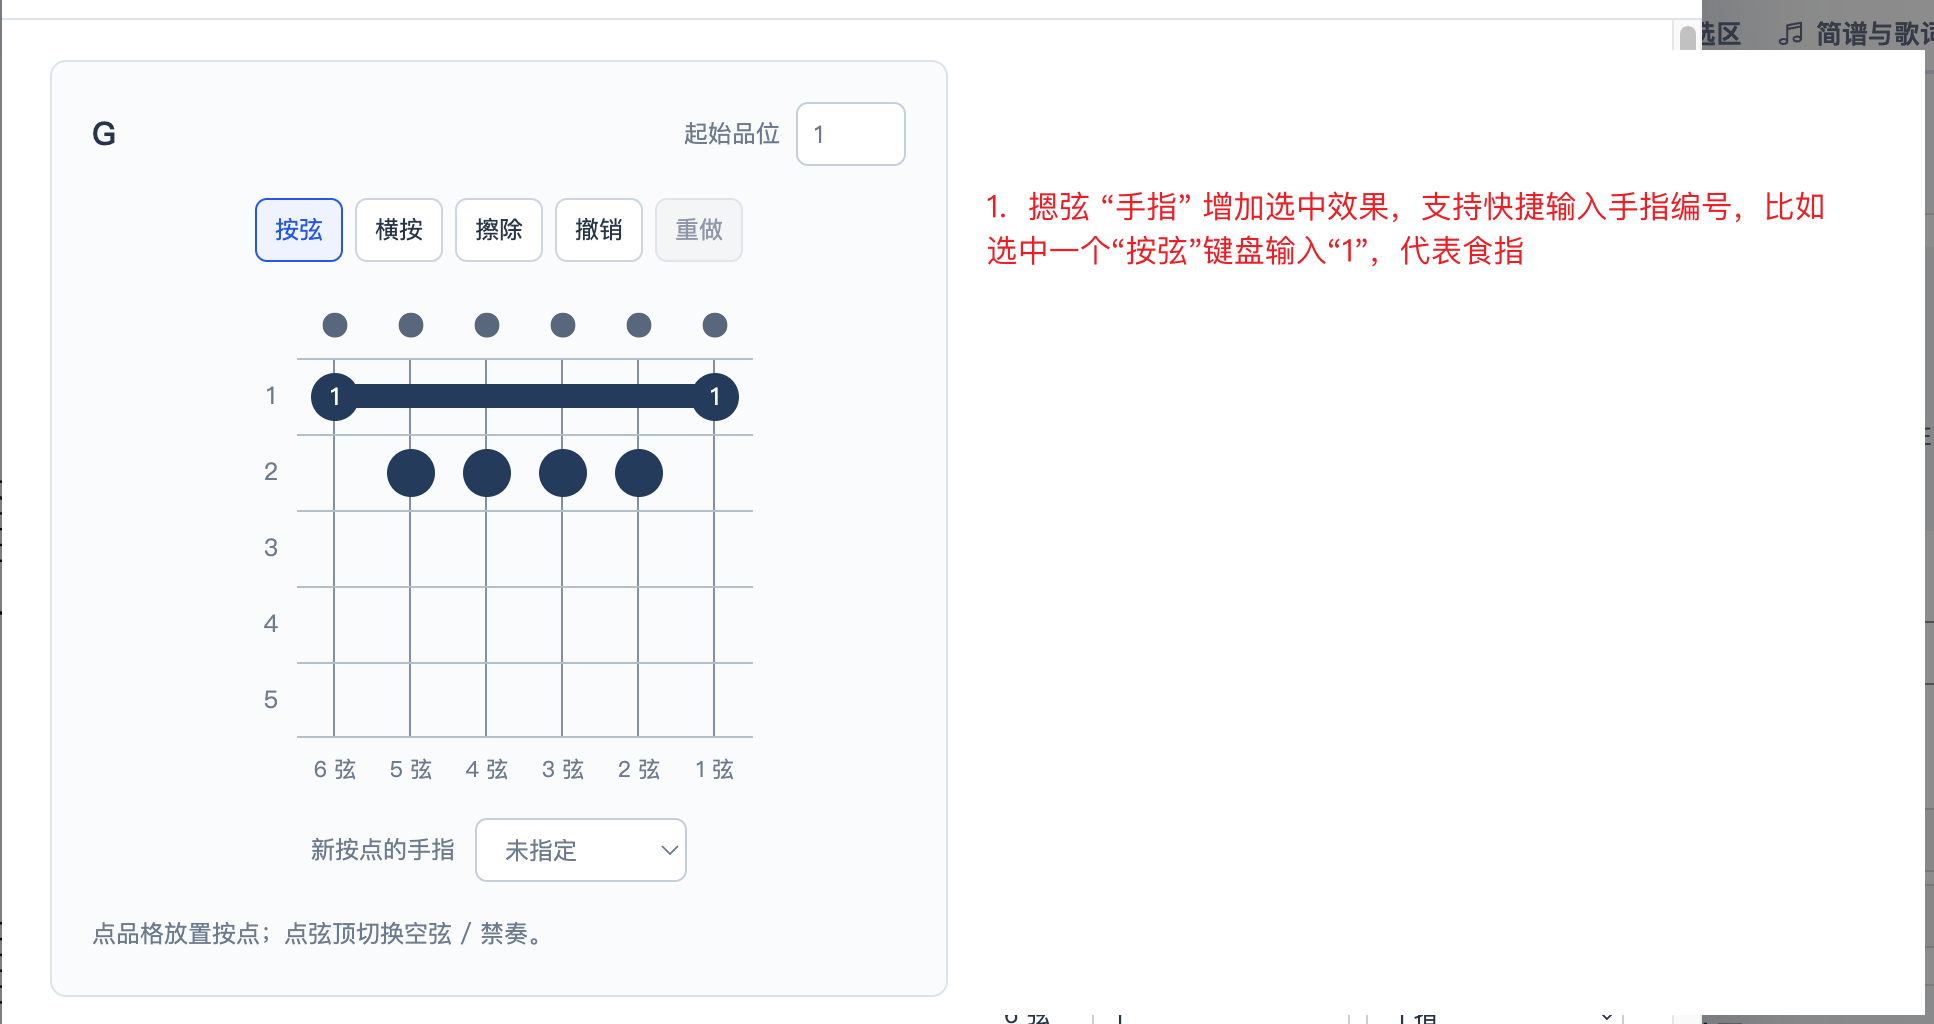 选区 简谱与歌词
G
起始品位 1
按弦 横按 擦除 撤销 重做
1. 摁弦 “手指” 增加选中效果，支持快捷输入手指编号，比如
选中一个“按弦”键盘输入“1”，代表食指
1 1 1
2
3
4
5
6 弦 5 弦 4 弦 3 弦 2 弦 1 弦
新按点的手指 未指定
点品格放置按点；点弦顶切换空弦 / 禁奏。